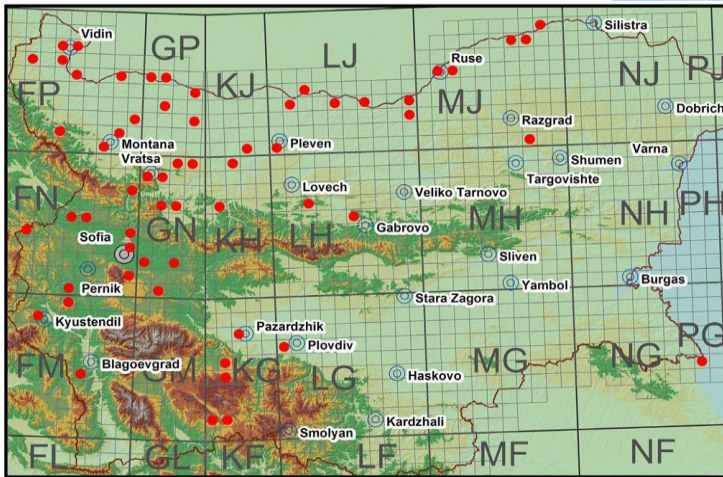 Vidin
GP
LJ
Silistra
KJ
Ruse
NJ
PJ
FP
MJ
Dobrich
Razgrad
Montana
Vratsa
Pleven
Shumen
Varna
Targovishte
FN
Lovech
Veliko Tarnovo
PH
MH
NH
Sofia
GN
KH
LH
Gabrovo
Sliven
Pernik
Yambol
Burgas
Stara Zagora
Kyustendil
Pazardzhik
Plovdiv
PG
FM
Blagoevgrad
GM
KG
LG
MG
NG
Haskovo
Kardzhali
Smolyan
FL
GL
KF
LF
MF
NF